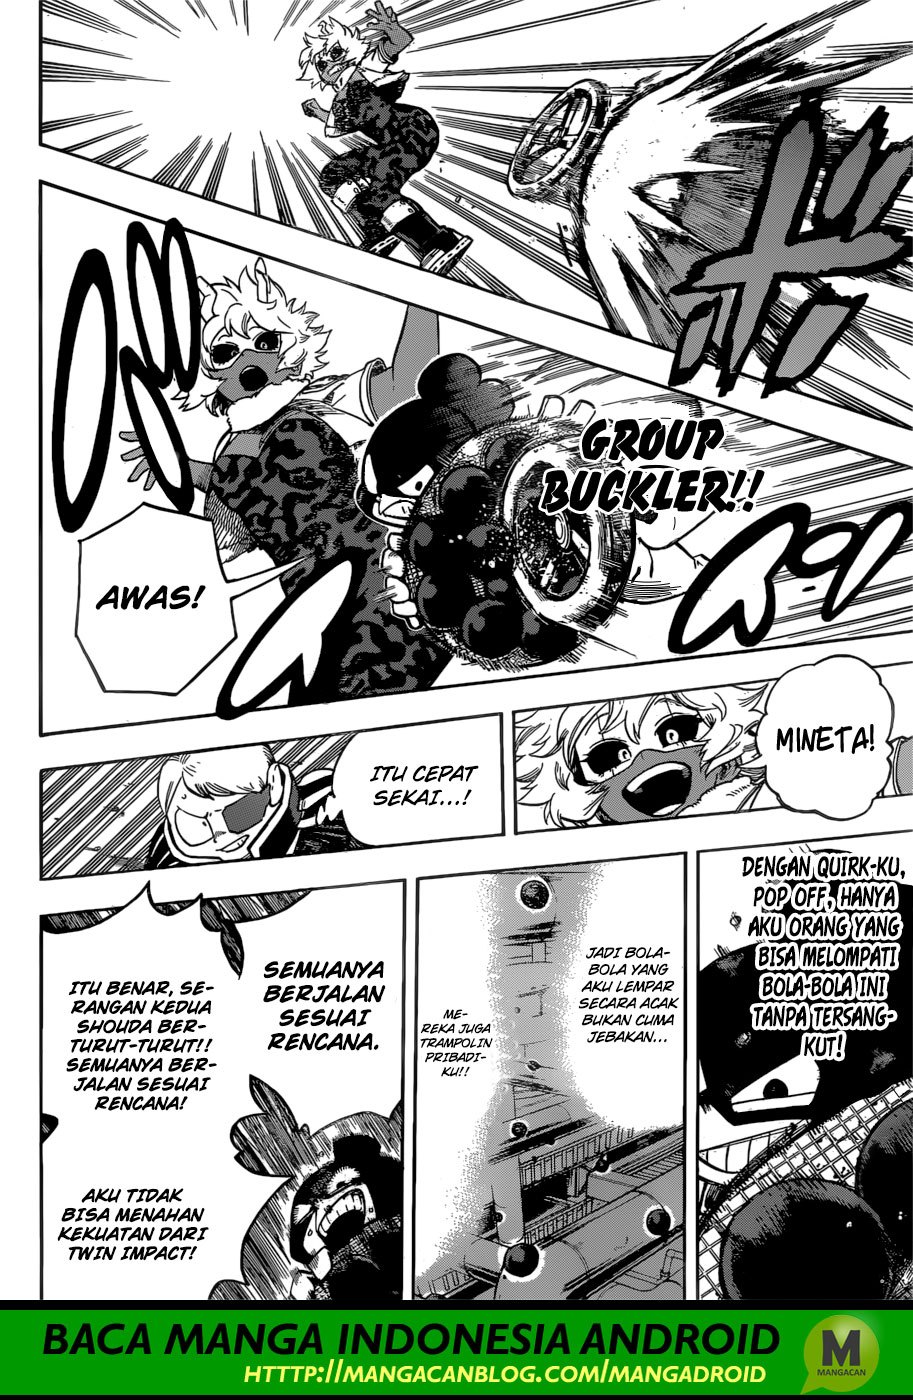 GROUP
BUCKLER!!
AWAS!
MINETA!
ITU CEPAT
SEKAI...!
DENGAN QUIRK-KU,
POP OFF, HANYA
AKU ORANG YANG
BISA MELOMPATI
BOLA-BOLA INI
TANPA TERSANG-
KUT!
JADI BOLA-
BOLA YANG
AKU LEMPAR
SECARA ACAK
BUKAN CUMA
JEBAKAN...
ME-
REKA JUGA
TRAMPOLIN
PRIBADI-
KU!!
SEMUANYA
BERJALAN
SESUAI
RENCANA.
ITU BENAR, SE-
RANGAN KEDUA
SHOUDA BER-
TURUT-TURUT!!
SEMUANYA BER-
JALAN SESUAI
RENCANA!
AKU TIDAK
BISA MENAHAN
KEKUATAN DARI
TWIN IMPACT!
BACA MANGA INDONESIA ANDROID
HTTTP://MANGACANBLOG.COM/MANGADROID
M
MANGACAN